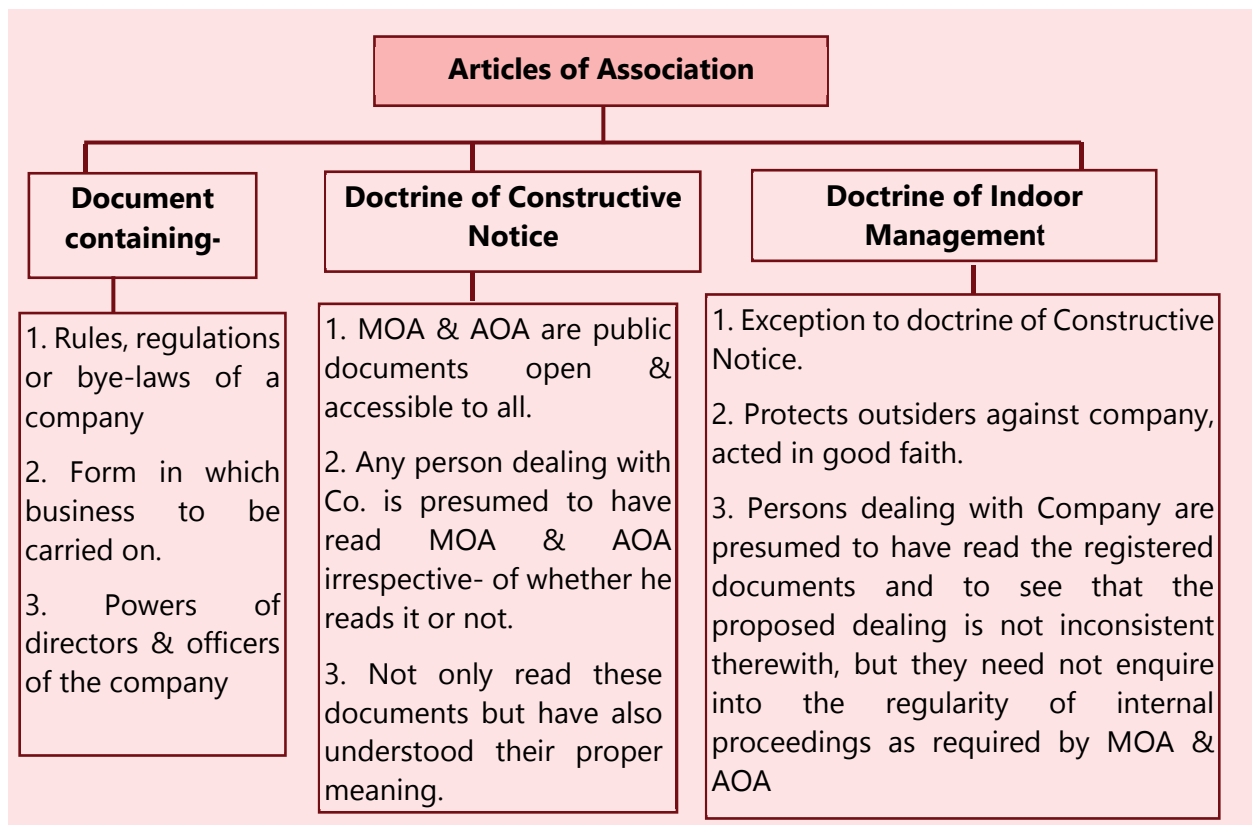 Articles of Association
Document
containing-
1. Rules, regulations
or bye-laws of a
company
2. Form in which
business to be
carried on.
3. Powers of
directors & officers
of the company
Doctrine of Constructive
Notice
1. MOA & AOA are public
documents open &
accessible to all.
2. Any person dealing with
Co. is presumed to have
read MOA & AOA
irrespective- of whether he
reads it or not.
3. Not only read these
documents but have also
understood their proper
meaning.
Doctrine of Indoor
Management
1. Exception to doctrine of Constructive
Notice.
2. Protects outsiders against company,
acted in good faith.
3. Persons dealing with Company are
presumed to have read the registered
documents and to see that the
proposed dealing is not inconsistent
therewith, but they need not enquire
into the regularity of internal
proceedings as required by MOA &
AOA